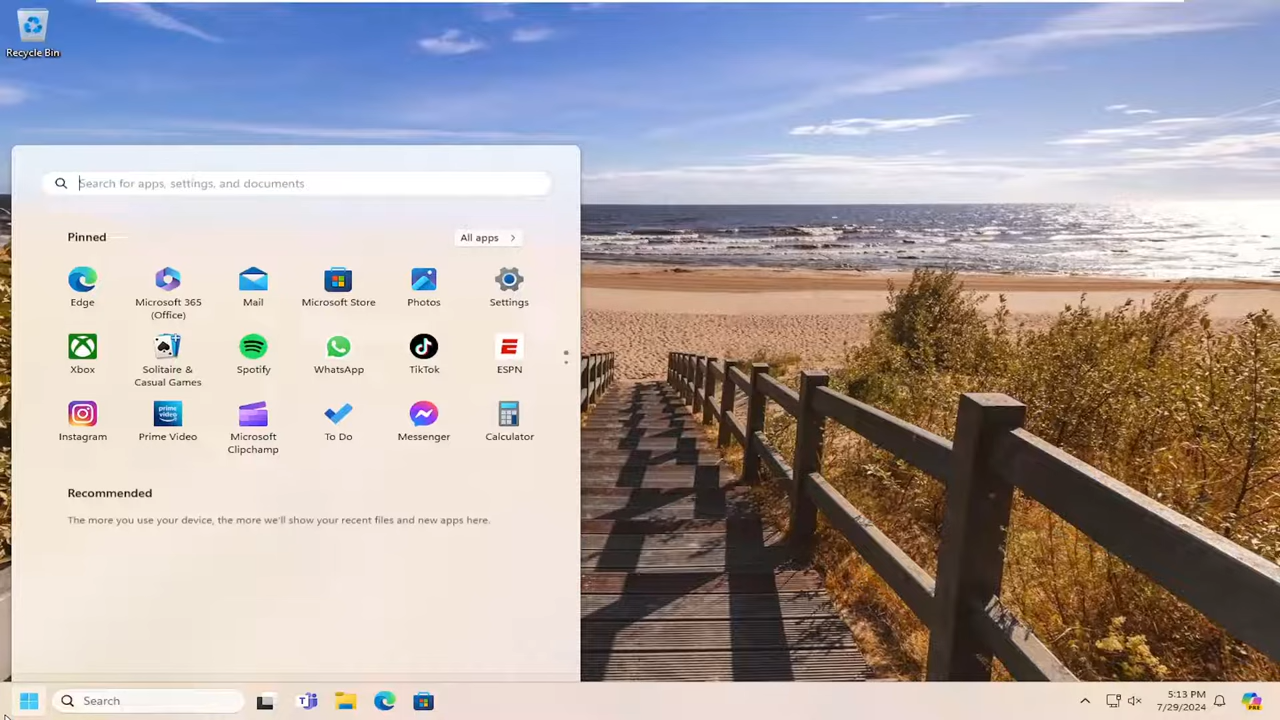 Recycle Bin
Search for apps, settings, and documents
Pinned
All apps
Edge
Microsoft 365
(Office)
Mail
Microsoft Store
Photos
Settings
Xbox
Solitaire &
Casual Games
Spotify
WhatsApp
TikTok
ESPN
Instagram
prime
video
Prime Video
Microsoft
Clipchamp
To Do
Messenger
Calculator
Recommended
The more you use your device, the more we'll show your recent files and new apps here.
Search
5:13 PM
7/29/2024
PRE